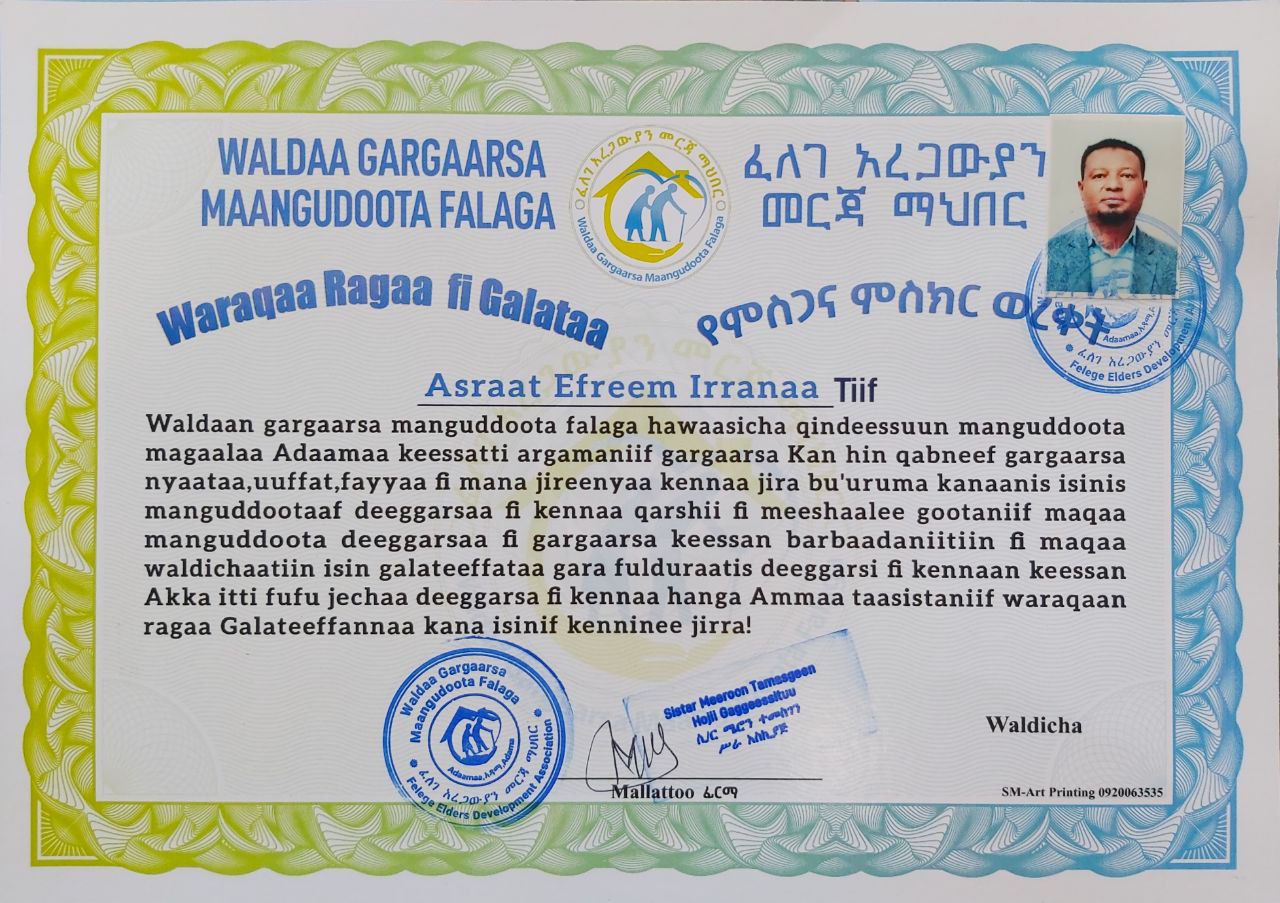 WALDAA GARGAARSA
MAANGUDOOTA FALAGA
ፈለገ አረጋውያን መርጃ ማህበር
Waldaa Gargaarsa Maangudoota Falaga
ፈለገ አረጋውያን
መርጃ ማህበር
Waraqaa Ragaa fi Galataa
የምስጋና ምስክር ወረቀት
Adaamaa,አዳማ,A
ፈለገ አረጋውያን መርጃ
Felege Elders Development Ass
Asraat Efreem Irranaa Tiif
Waldaan gargaarsa manguddoota falaga hawaasicha qindeessuun manguddoota
magaalaa Adaamaa keessatti argamaniif gargaarsa Kan hin qabneef gargaarsa
nyaataa,uuffat,fayyaa fi mana jireenyaa kennaa jira bu'uruma kanaanis isinis
manguddootaaf deeggarsaa fi kennaa qarshii fi meeshaalee gootaniif maqaa
manguddoota deeggarsaa fi gargaarsa keessan barbaadaniitiin fi maqaa
waldichaatiin isin galateeffataa gara fulduraatis deeggarsi fi kennaan keessan
Akka itti fufu jechaa deeggarsa fi kennaa hanga Ammaa taasistaniif waraqaan
ragaa Galateeffannaa kana isinif kenninee jirra!
Waldaa Gargaarsa
Maangudoota Falaga
Adaamaa,አዳማ,Adama
ፈለገ አረጋውያን መርጃ ማህበር
Felege Elders Development Association
Sistar Meeroon Tamasgeen
Hojii Gaggeessituu
ሲ/ር ሜሮን ተመስገን
ሥራ አስኪያጅ
Mallattoo ፊርማ
Waldicha
SM-Art Printing 0920063535